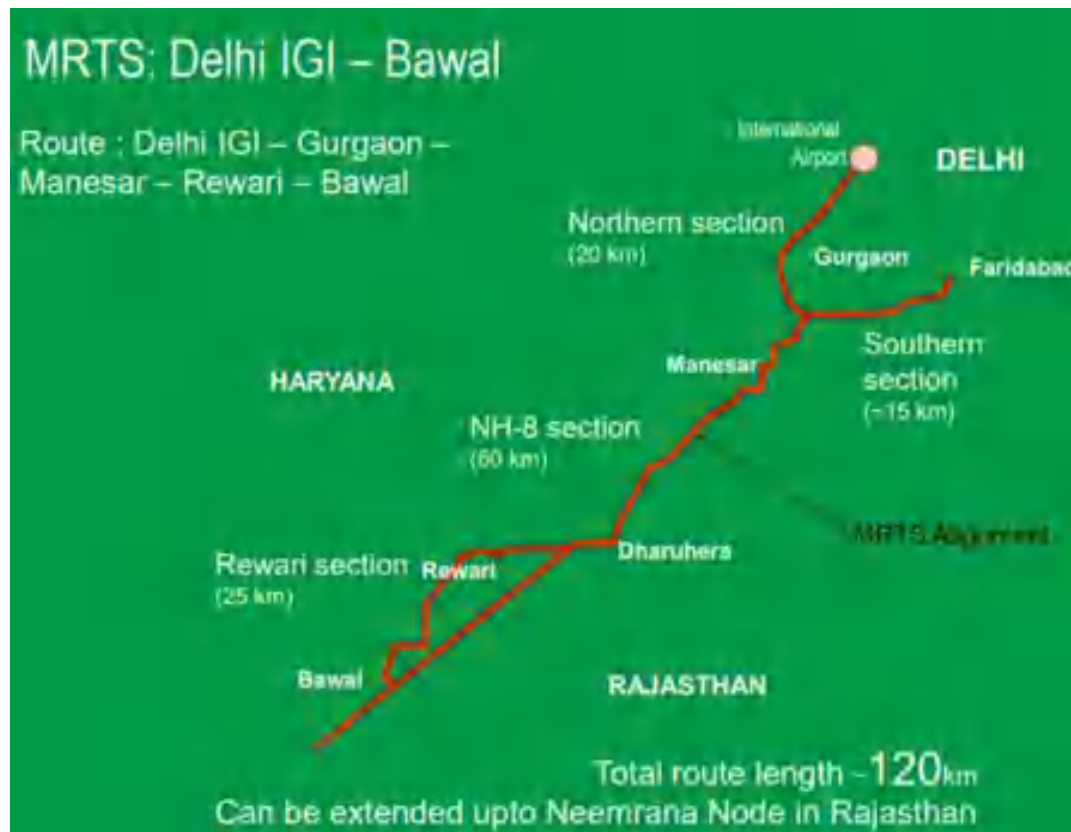 MRTS: Delhi IGI – Bawal
Route : Delhi IGI – Gurgaon –
Manesar – Rewari – Bawal
International
Airport
DELHI
Northern section
(20 km)
Gurgaon
Faridabad
Southern
section
(~15 km)
Manesar
HARYANA
NH-8 section
(60 km)
MRTS Alignment
Dharuhera
Rewari section
(25 km)
Rewari
Bawal
RAJASTHAN
Total route length ~120km
Can be extended upto Neemrana Node in Rajasthan